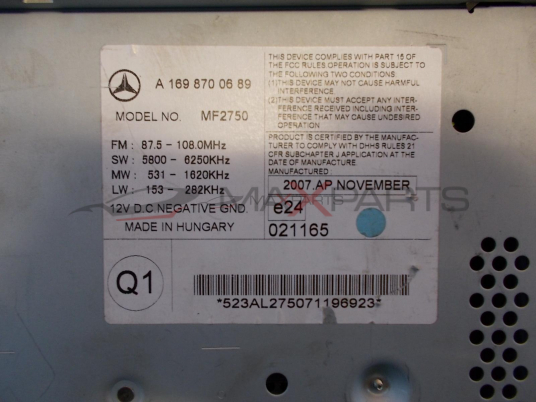 A 169 870 06 89
MODEL NO. MF2750
FM: 87.5 - 108.0MHz
SW: 5800 - 6250KHz
MW: 531 - 1620KHz
LW: 153 - 282KHz
12V D.C NEGATIVE GND
MADE IN HUNGARY
THIS DEVICE COMPLIES WITH PART 15 OF
THE FCC RULES OPERATION IS SUBJECT TO
THE FOLLOWING TWO CONDITIONS:
(1)THIS DEVICE MAY NOT CAUSE HARMFUL
INTERFERENCE.
(2)THIS DEVICE MUST ACCEPT ANY INTER-
FERENCE RECEIVED INCLUDING INTER-
FERENCE THAT MAY CAUSE UNDESIRED
OPERATION
PRODUCT IS CERTIFIED BY THE MANUFAC-
TURER TO COMPLY WITH DHHS RULES 21
CFR SUBCHAPTER J APPLICATION AT THE
DATE OF MANUFACTURE
MANUFACTURED:
2007.AP.NOVEMBER
e24
021165
MAXPARTS
Q1
*523AL275071196923*